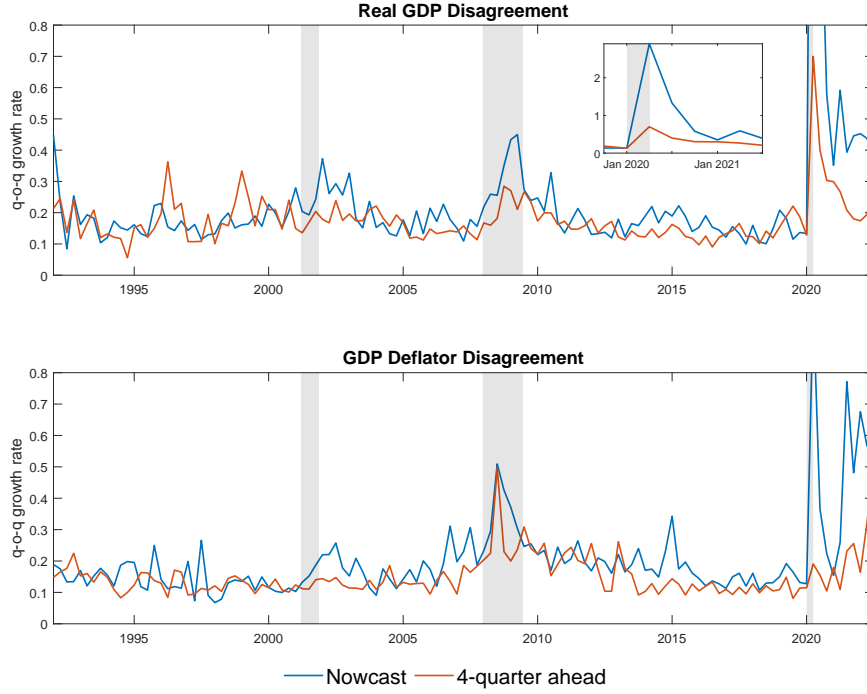 Real GDP Disagreement
q-o-q growth rate
0.8
0.7
0.6
0.5
0.4
0.3
0.2
0.1
0
2
1
0
Jan 2020 Jan 2021
1995 2000 2005 2010 2015 2020
GDP Deflator Disagreement
q-o-q growth rate
0.8
0.7
0.6
0.5
0.4
0.3
0.2
0.1
0
1995 2000 2005 2010 2015 2020
Nowcast 4-quarter ahead